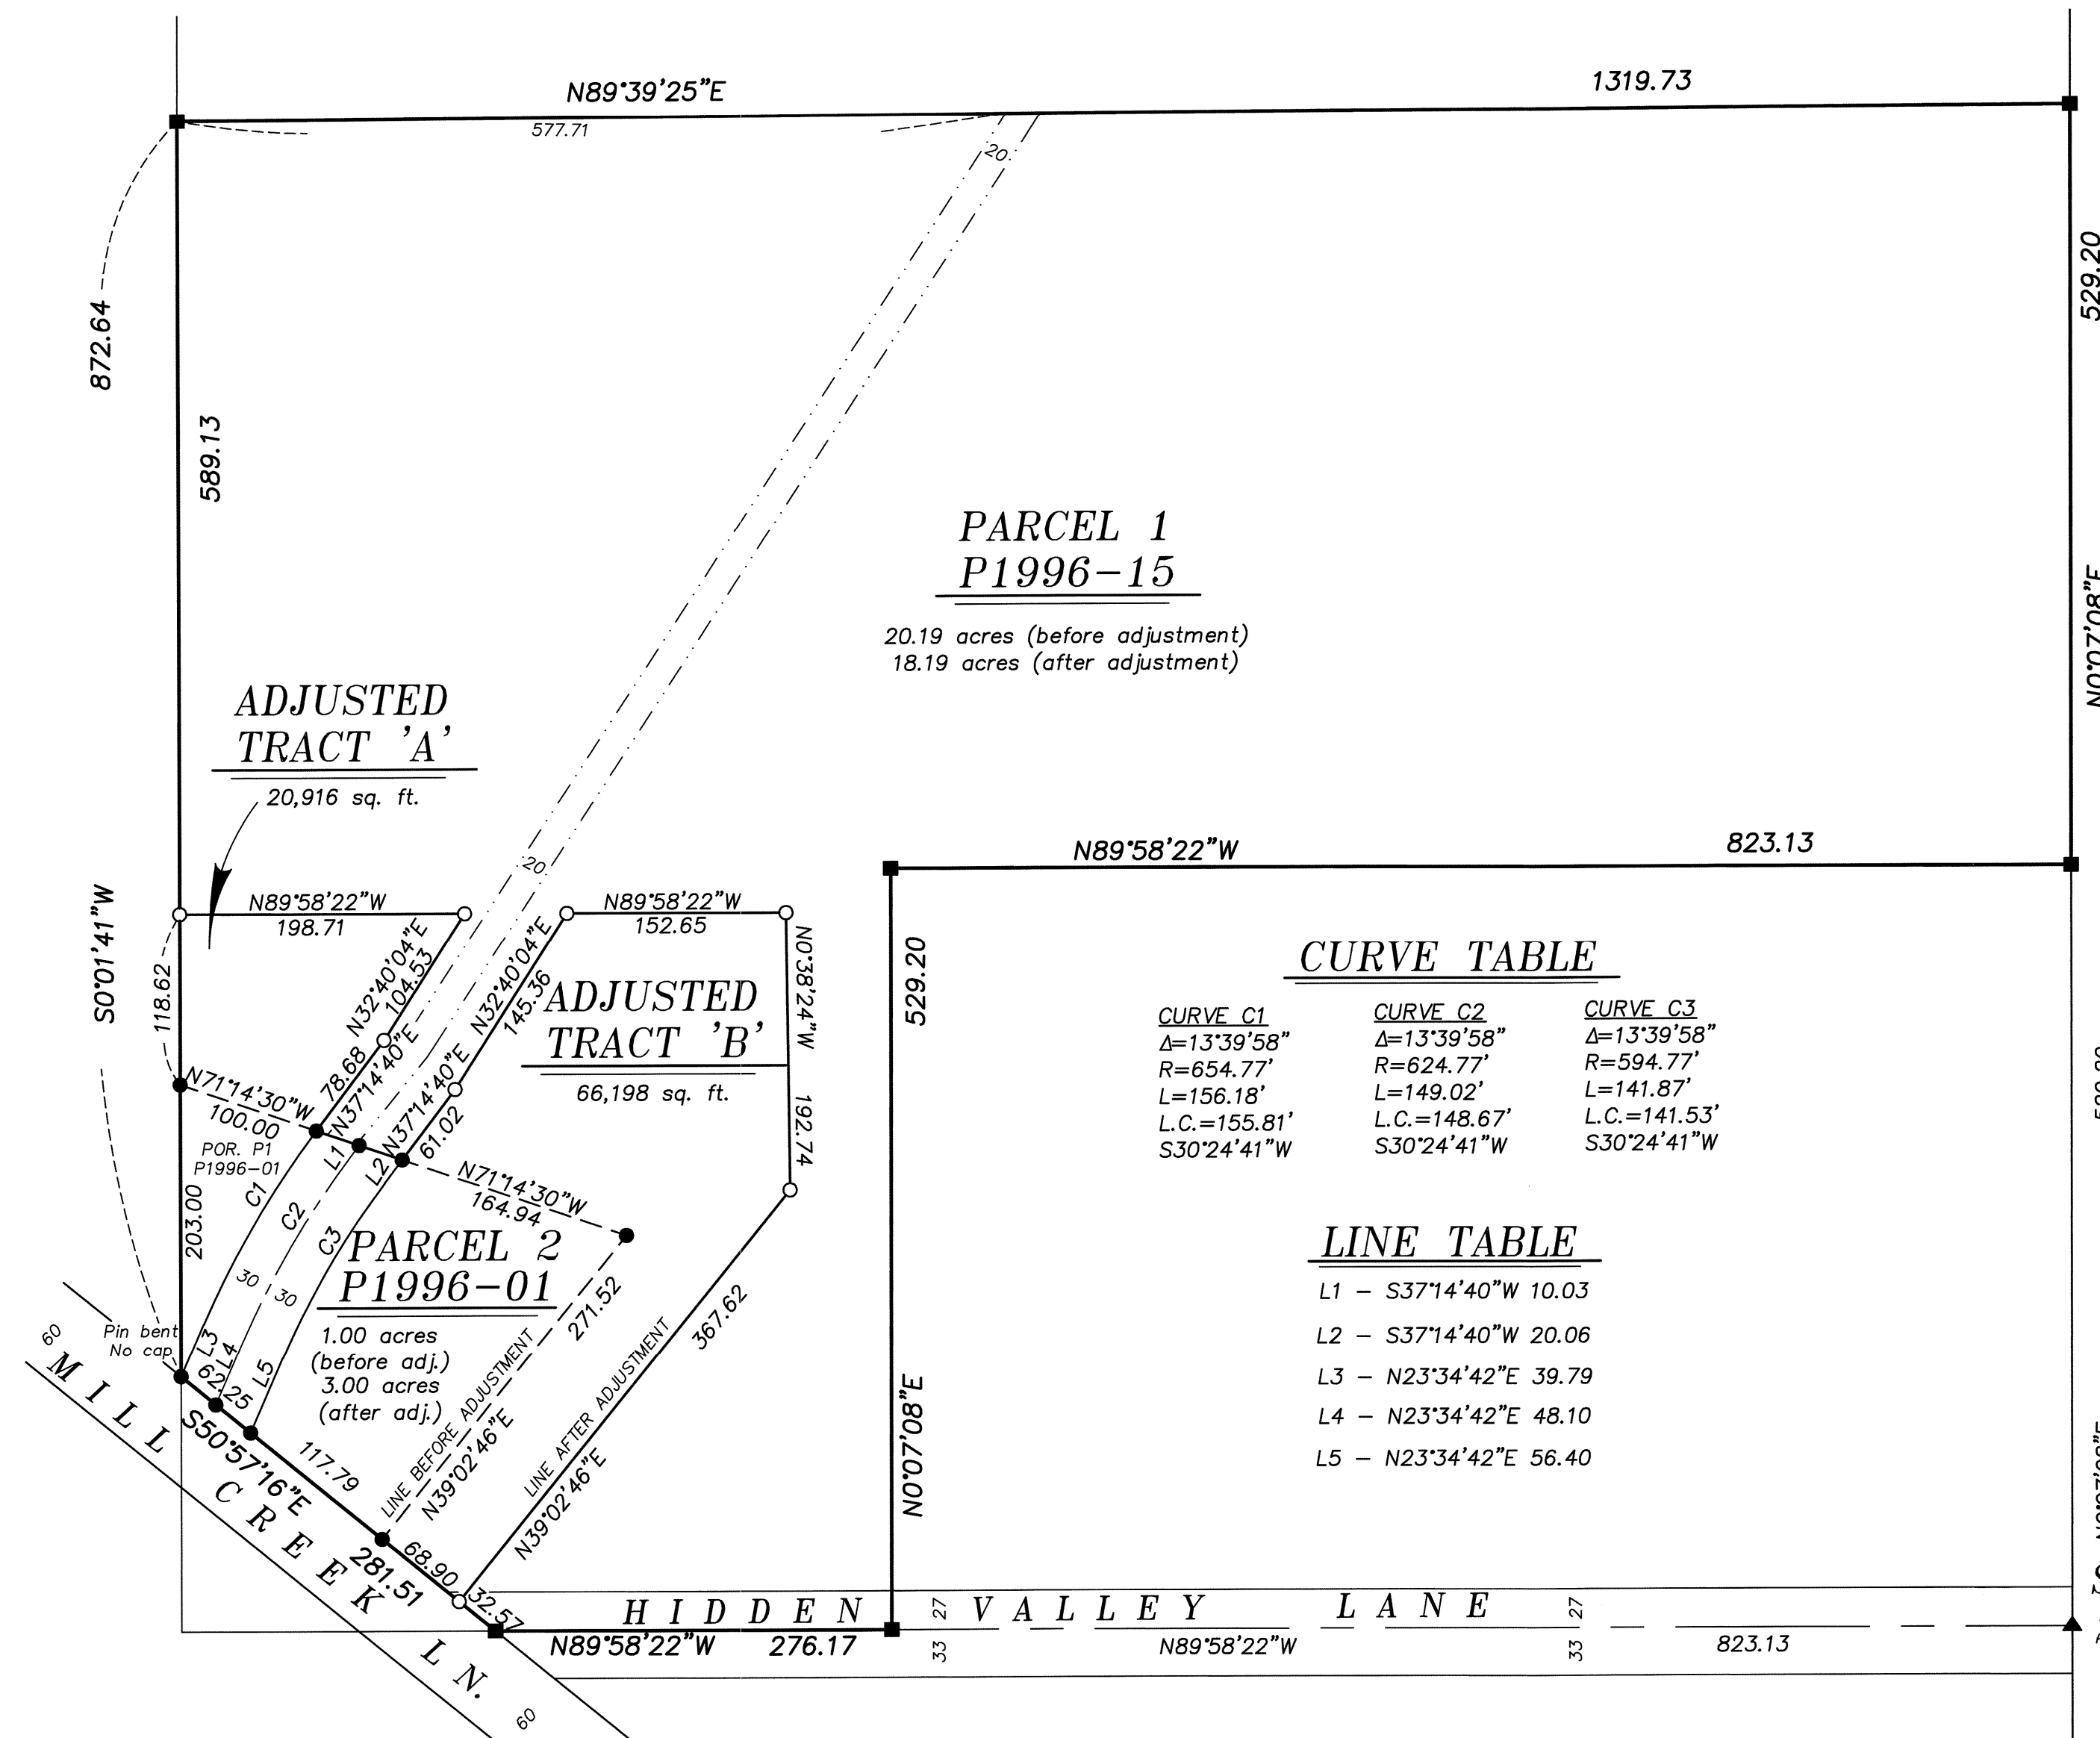 N89°39'25"E
1319.73
577.71
20
872.64
529.20
589.13
N0°07'08"E
PARCEL 1
P1996-15
20.19 acres (before adjustment)
18.19 acres (after adjustment)
ADJUSTED
TRACT 'A'
20,916 sq. ft.
N89°58'22"W
823.13
20
S0°01'41"W
N89°58'22"W
198.71
N89°58'22"W
152.65
118.62
N32°40'04"E
104.53
N32°40'04"E
145.36
N0°38'24"W
192.74
529.20
ADJUSTED
TRACT 'B'
66,198 sq. ft.
CURVE TABLE
CURVE C1
Δ=13°39'58"
R=654.77'
L=156.18'
L.C.=155.81'
S30°24'41"W
CURVE C2
Δ=13°39'58"
R=624.77'
L=149.02'
L.C.=148.67'
S30°24'41"W
CURVE C3
Δ=13°39'58"
R=594.77'
L=141.87'
L.C.=141.53'
S30°24'41"W
78.68
N37°14'40"E
N37°14'40"E
61.02
N71°14'30"W
100.00
POR. P1
P1996-01
L1
L2
N71°14'30"W
164.94
203.00
C1
C2
C3
PARCEL 2
P1996-01
1.00 acres
(before adj.)
3.00 acres
(after adj.)
30
30
271.52
367.62
LINE TABLE
L1 – S37°14'40"W 10.03
L2 – S37°14'40"W 20.06
L3 – N23°34'42"E 39.79
L4 – N23°34'42"E 48.10
L5 – N23°34'42"E 56.40
Pin bent
No cap
60
L3
L4
L5
62.25
S50°57'16"E
117.79
LINE BEFORE ADJUSTMENT
N39°02'46"E
LINE AFTER ADJUSTMENT
N39°02'46"E
N0°07'08"E
281.51
68.90
32.57
MILL CREEK LN.
60
HIDDEN VALLEY LANE
N89°58'22"W 276.17
27
33
N89°58'22"W
27
33
823.13